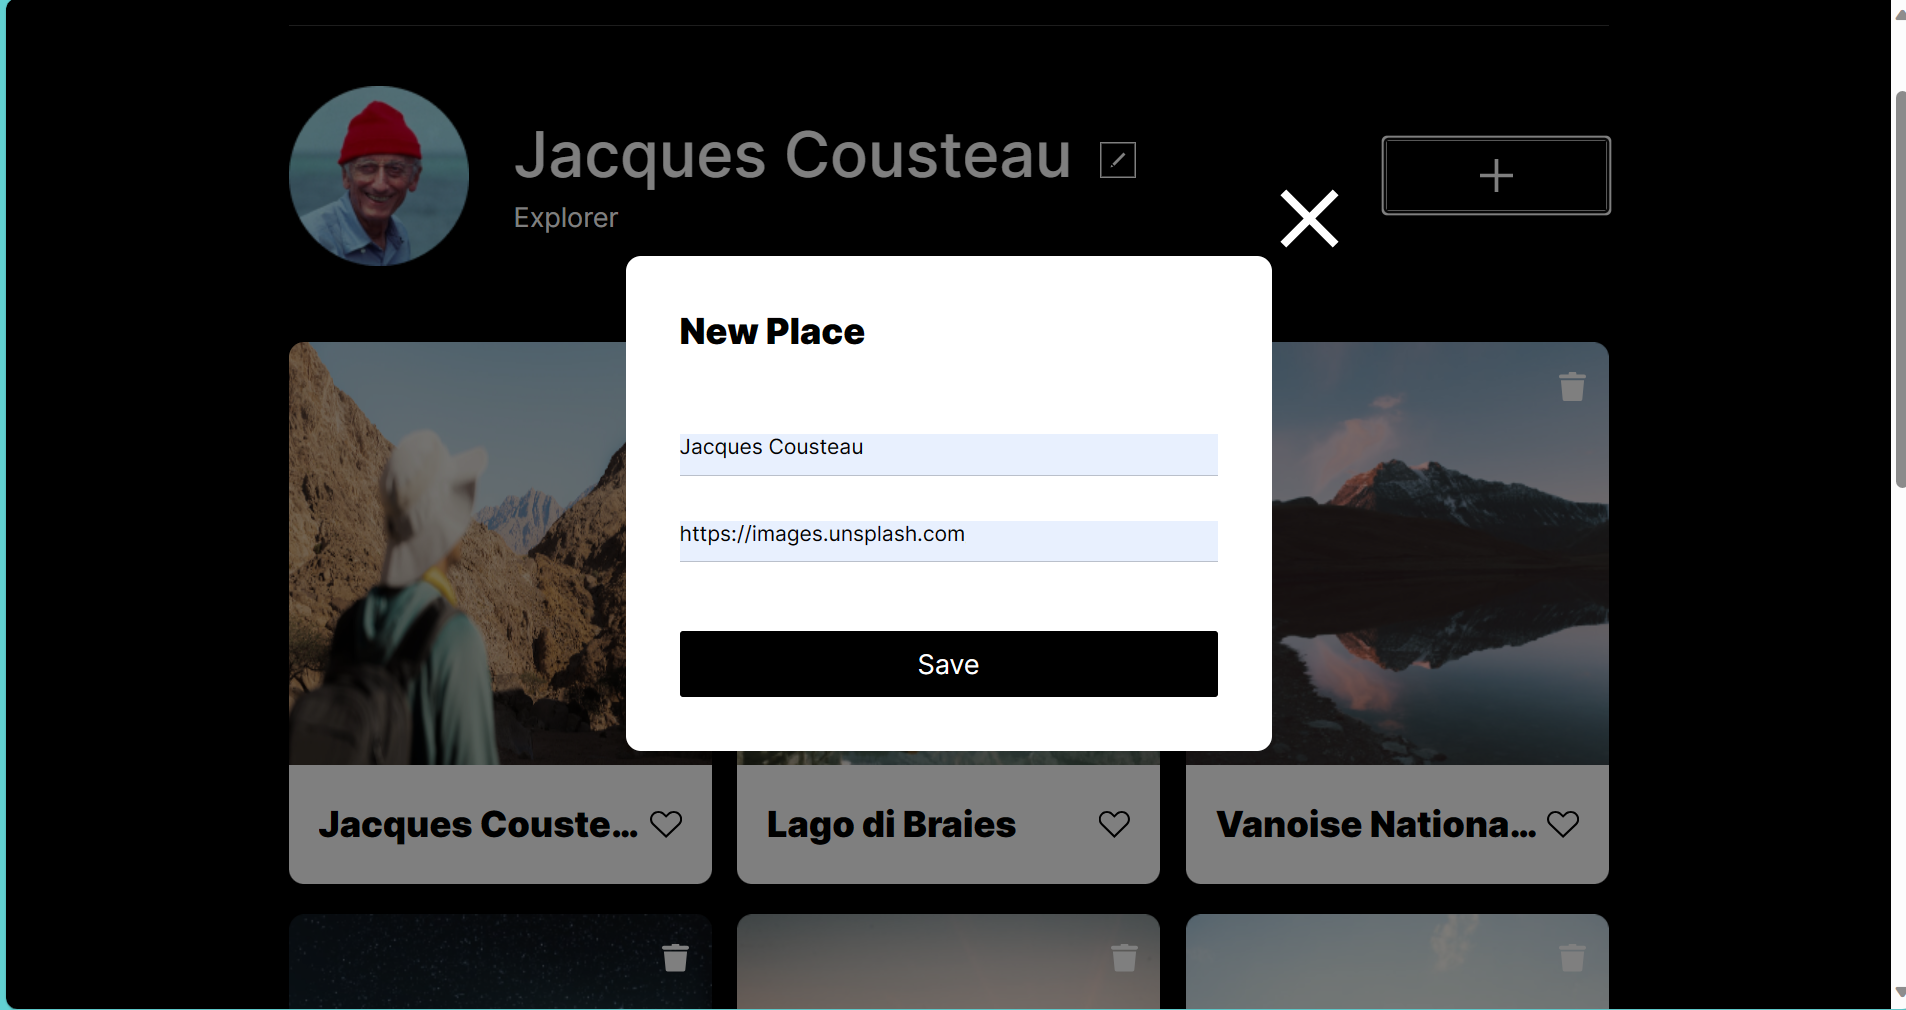 Jacques Cousteau
Explorer
New Place
Jacques Cousteau
https://images.unsplash.com
Save
Jacques Couste...
Lago di Braies
Vanoise Nationa...